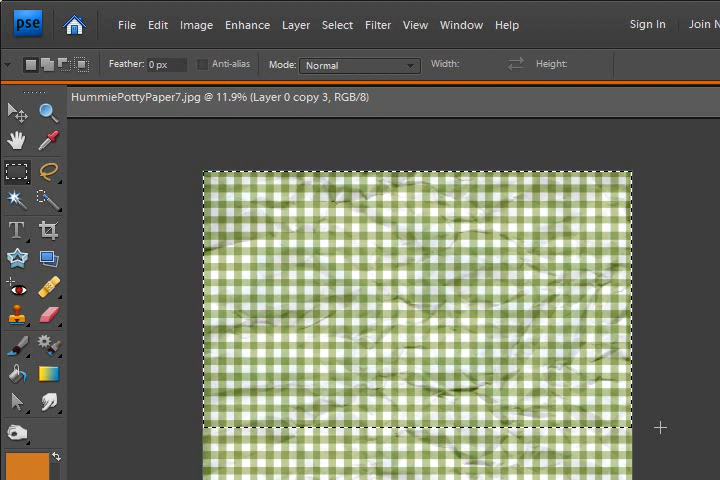 pse File Edit Image Enhance Layer Select Filter View Window Help Sign In Join N
Feather: 0 px Anti-alias Mode: Normal Width: Height:
HummiePottyPaper7.jpg @ 11.9% (Layer 0 copy 3, RGB/8)
T